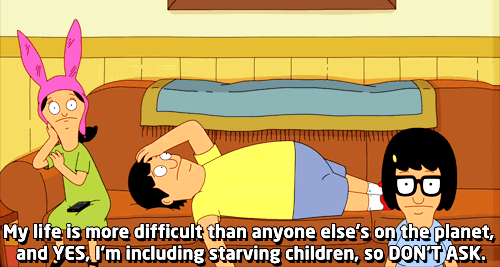 My life is more difficult than anyone else's on the planet,
and YES, I'm including starving children, so DON'T ASK.